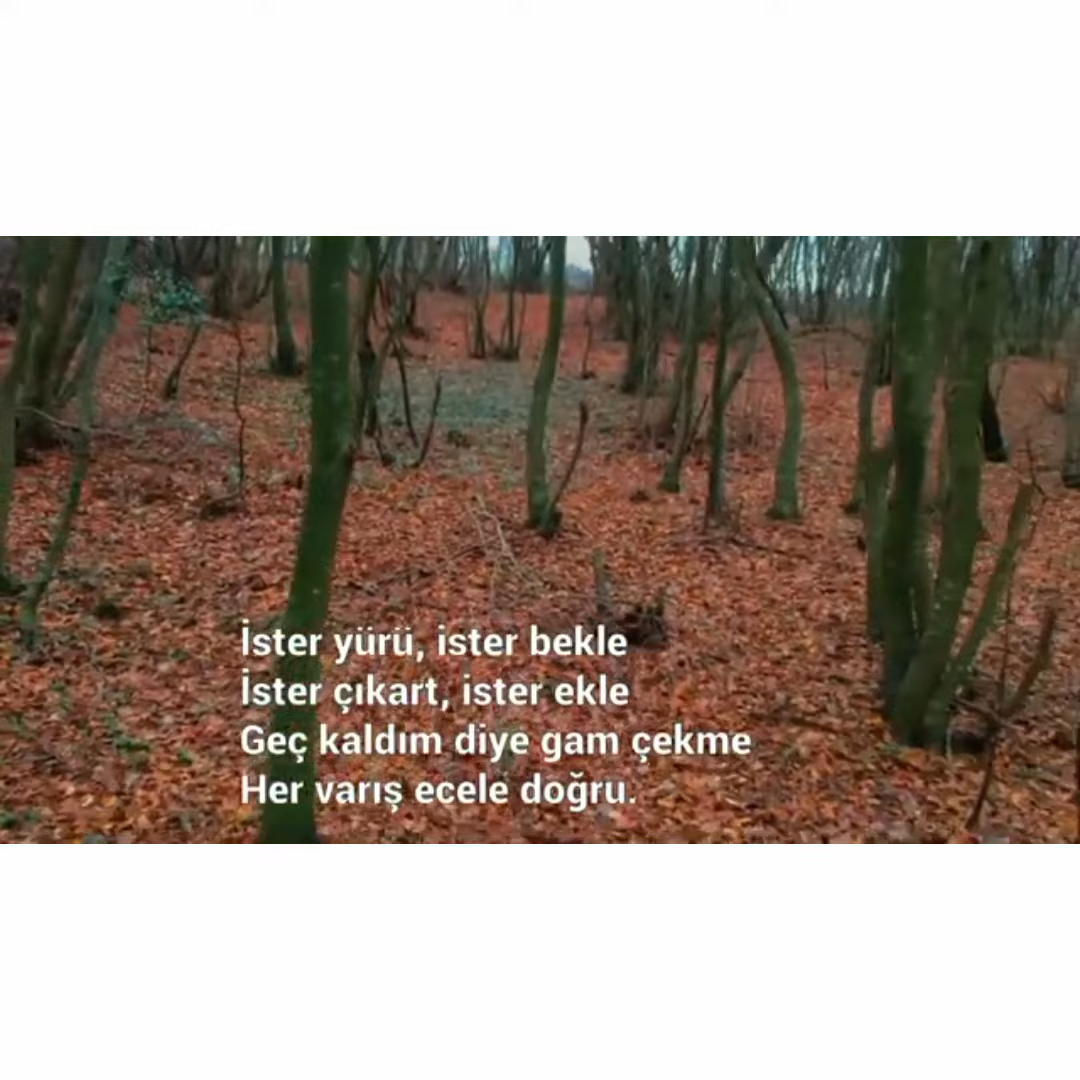 İster yürü, ister bekle
İster çıkart, ister ekle
Geç kaldım diye gam çekme
Her varış ecele doğru.